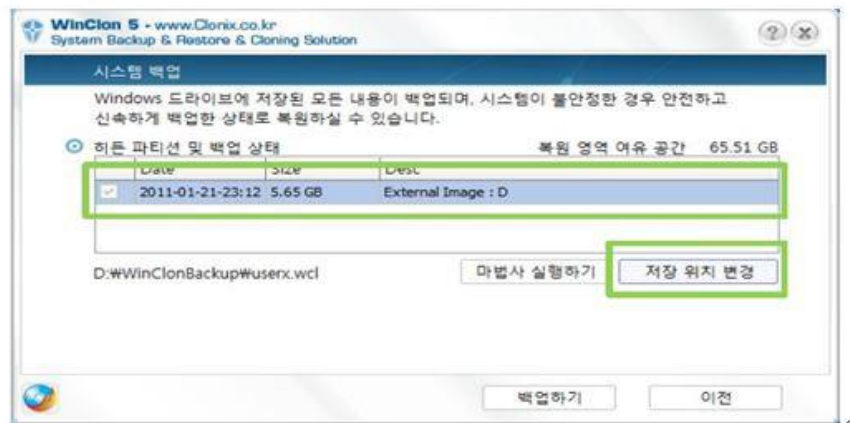 WinClon 5 - www.Clonix.co.kr
System Backup & Restore & Cloning Solution
시스템 백업
Windows 드라이브에 저장된 모든 내용이 백업되며, 시스템이 불안정한 경우 안전하고
신속하게 백업한 상태로 복원하실 수 있습니다.
히든 파티션 및 백업 상태 복원 영역 여유 공간 65.51 GB
Date Size Desc
2011-01-21-23:12 5.65 GB External Image : D
D:₩WinClonBackup₩userx.wcl 마법사 실행하기 저장 위치 변경
백업하기 이전